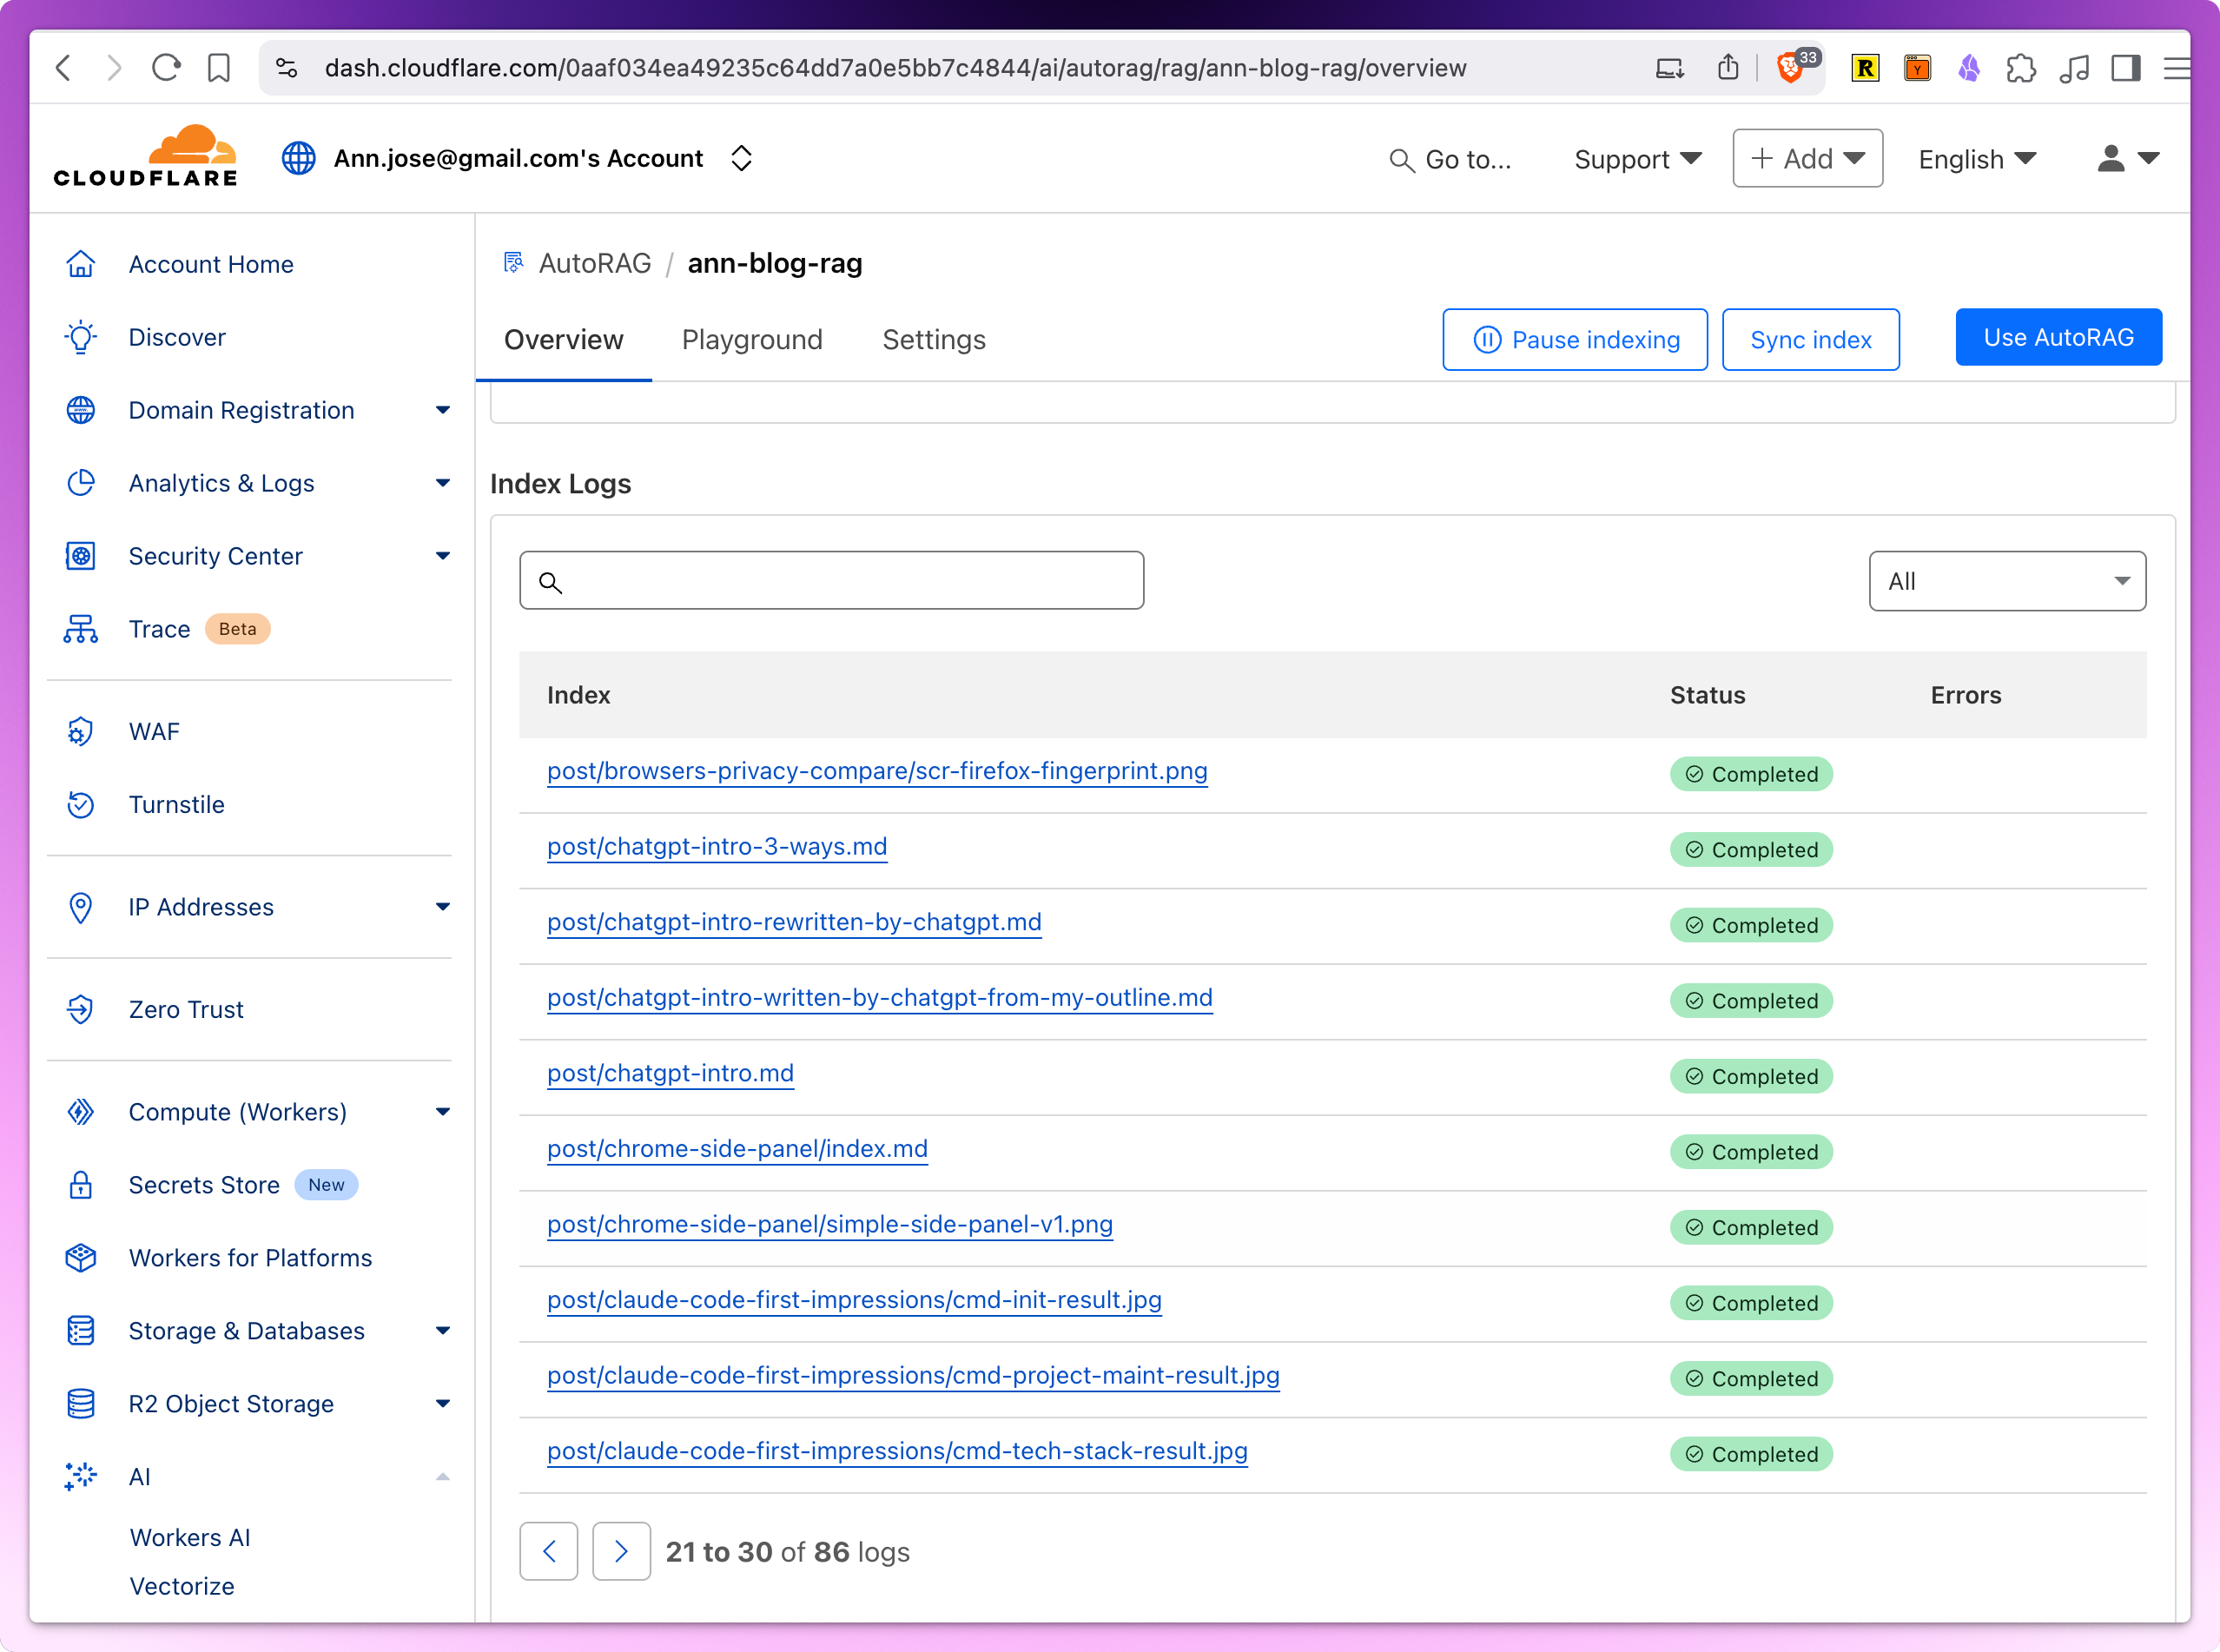 dash.cloudflare.com/0aaf034ea49235c64dd7a0e5bb7c4844/ai/autorag/rag/ann-blog-rag/overview
33
R
Y
CLOUDFLARE
Ann.jose@gmail.com's Account
Go to...
Support
+ Add
English
Account Home
Discover
Domain Registration
Analytics & Logs
Security Center
Trace Beta
WAF
Turnstile
IP Addresses
Zero Trust
Compute (Workers)
Secrets Store New
Workers for Platforms
Storage & Databases
R2 Object Storage
AI
Workers AI
Vectorize
AutoRAG / ann-blog-rag
Overview Playground Settings
Pause indexing
Sync index
Use AutoRAG
Index Logs
All
Index Status Errors
post/browsers-privacy-compare/scr-firefox-fingerprint.png Completed
post/chatgpt-intro-3-ways.md Completed
post/chatgpt-intro-rewritten-by-chatgpt.md Completed
post/chatgpt-intro-written-by-chatgpt-from-my-outline.md Completed
post/chatgpt-intro.md Completed
post/chrome-side-panel/index.md Completed
post/chrome-side-panel/simple-side-panel-v1.png Completed
post/claude-code-first-impressions/cmd-init-result.jpg Completed
post/claude-code-first-impressions/cmd-project-maint-result.jpg Completed
post/claude-code-first-impressions/cmd-tech-stack-result.jpg Completed
21 to 30 of 86 logs